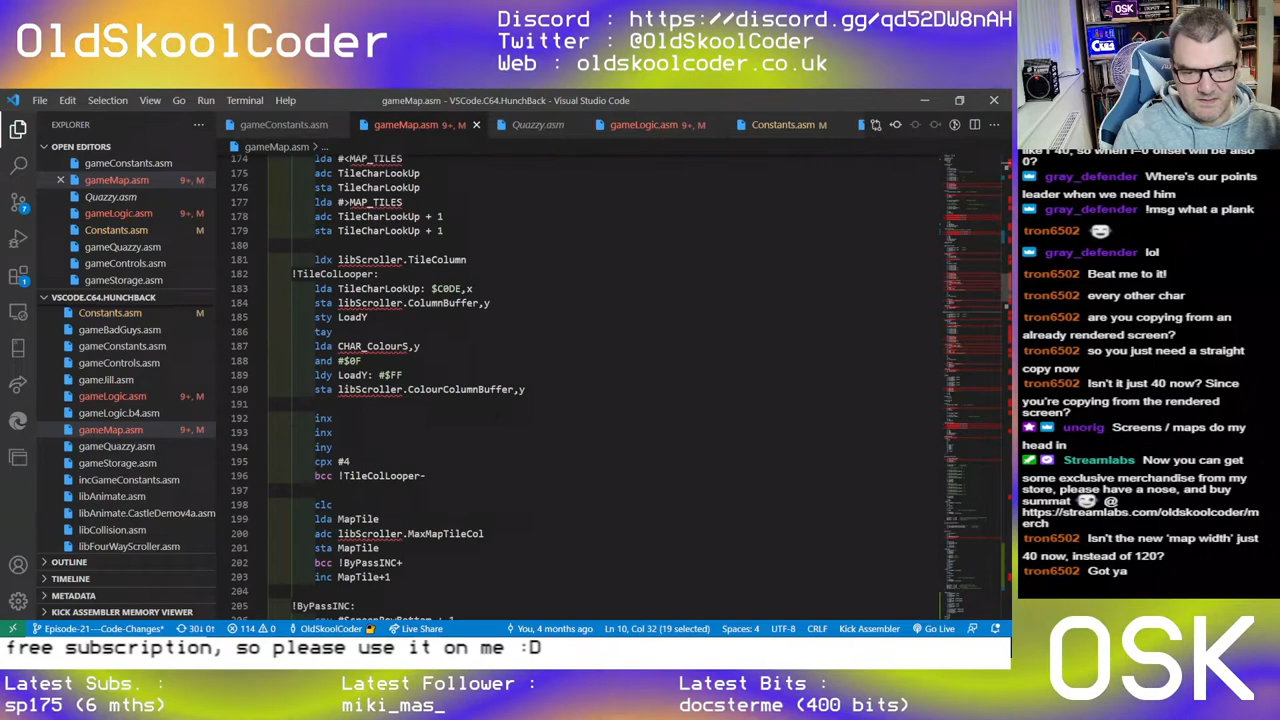 OldSkoolCoder
Discord : https://discord.gg/qd52DW8nAH
Twitter : @OldSkoolCoder
Web : oldskoolcoder.co.uk
File Edit Selection View Go Run Terminal Help
gameMap.asm - VSCode.C64.HunchBack - Visual Studio Code
EXPLORER
gameConstants.asm
gameMap.asm 9+, M
Quazzy.asm
gameLogic.asm 9+, M
Constants.asm M
OPEN EDITORS
gameConstants.asm
gameMap.asm 9+, M
Quazzy.asm
gameLogic.asm 9+, M
Constants.asm 9+, M
gameQuazzy.asm
gameControls.asm
gameStorage.asm
VSCODE.C64.HUNCHBACK
Constants.asm M
gameBadGuys.asm
gameConstants.asm
gameControls.asm
gameJill.asm
gameLogic.asm 9+, M
gameLogic.b4.asm
gameMap.asm 9+, M
gameQuazzy.asm
gameStorage.asm
JillGameConstants.asm
libAnimate.asm
libAnimate.CastlePrrov4a.asm
libCollision.asm
libFourWayScroller.asm
OUTLINE
TIMELINE
METADATA
KICK ASSEMBLER MEMORY VIEWER
gameMap.asm > ...
174 lda #<MAP_TILES
175 adc TileCharLookUp
176 sta TileCharLookUp
177 lda #>MAP_TILES
178 adc TileCharLookUp + 1
179 sta TileCharLookUp + 1
180
181 ldx libScroller.TileColumn
182 !TileCollooper:
183 lda TileCharLookUp: $C0DE,x
184 sta libScroller.ColumnBuffer,y
185 sty LoadY
186 tay
187 lda CHAR_ColourS,y
188 and #$0F
189 ldy LoadY: #$FF
190 sta libScroller.ColourColumnBuffer,y
191
192 inx
193 inx
194 iny
195 cpx #4
196 bcc !TileCollooper-
197
198 clc
199 lda MapTile
200 adc libScroller.MaxMapTileCol
201 sta MapTile
202 bcc !ByPassINC+
203 inc MapTile+1
204
205 !ByPassINC:
Episode-21---Code-Changes* 30↓ 0↑ 114 0 OldSkoolCoder Live Share
You, 4 months ago Ln 10, Col 32 (19 selected) Spaces: 4 UTF-8 CRLF Kick Assembler Go Live
like r 40, so when r=0 offset will be also 0?
gray_defender Where's our points
leader when we need him
gray_defender !msg what a plank
tron6502
gray_defender lol
tron6502 Beat me to it!
tron6502 every other char
tron6502 are you copying from an
already rendered screen?
tron6502 so you just need a straight
copy now
tron6502 Isn't it just 40 now? Since
you're copying from the rendered
screen?
unorig Screens / maps do my
head in
Streamlabs Now you can get
some exclusive merchandise from my
store, please have a nose, and buy
summat @
https://streamlabs.com/oldskoolcoder/m
erch
tron6502 Isn't the new 'map width' just
40 now, instead of 120?
tron6502 Got ya
free subscription, so please use it on me :D
Latest Subs. :
sp175 (6 mths)
Latest Follower :
miki_mas_
Latest Bits :
docsterme (400 bits)
OSK